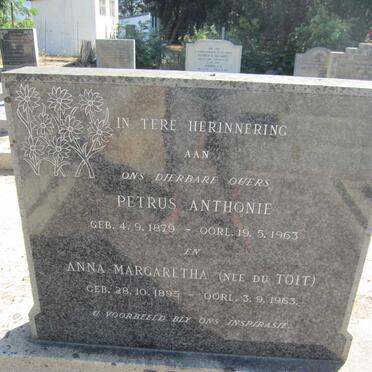 IN TERE HERINNERING
AAN
ONS DIERBARE OUERS
PETRUS ANTHONIE
GEB. 4.9.1879 – OORL. 19.5.1963
EN
ANNA MARGARETHA (NEE DU TOIT)
GEB. 28.10.1895 – OORL. 3.9.1963.
U VOORBEELD BLY ONS INSPIRASIE.